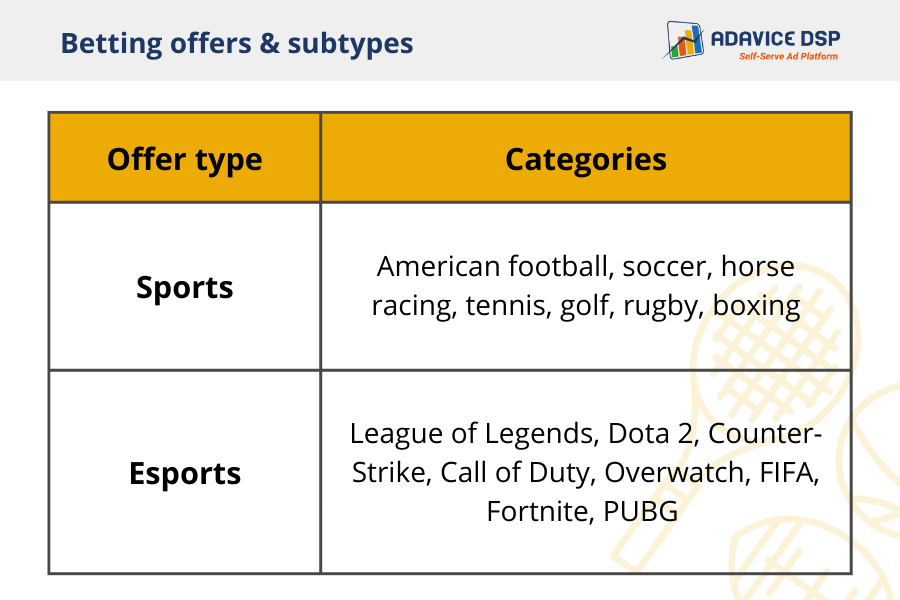 Betting offers & subtypes
ADAVICE DSP
Self-Serve Ad Platform
Offer type
Categories
Sports
American football, soccer, horse
racing, tennis, golf, rugby, boxing
Esports
League of Legends, Dota 2, Counter-
Strike, Call of Duty, Overwatch, FIFA,
Fortnite, PUBG